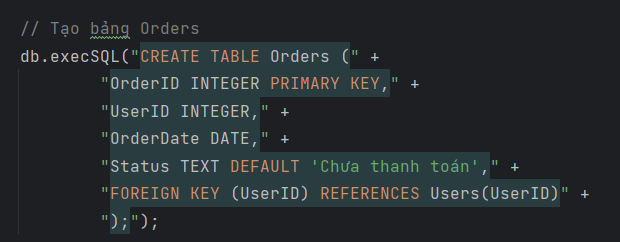 // Tạo bảng Orders
db.execSQL("CREATE TABLE Orders (" +
"OrderID INTEGER PRIMARY KEY," +
"UserID INTEGER," +
"OrderDate DATE," +
"Status TEXT DEFAULT 'Chưa thanh toán'," +
"FOREIGN KEY (UserID) REFERENCES Users(UserID)" +
");");